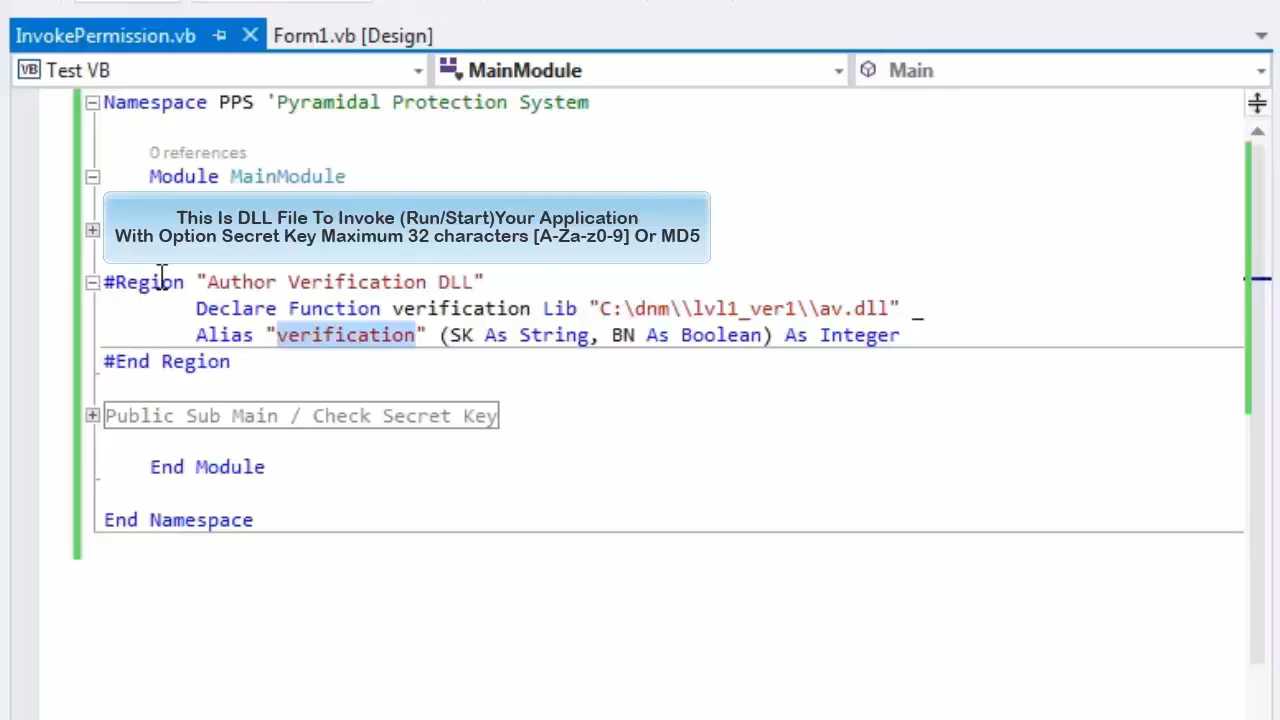 InvokePermission.vb
Form1.vb [Design]
VB Test VB
MainModule
Main
Namespace PPS 'Pyramidal Protection System
0 references
Module MainModule
This Is DLL File To Invoke (Run/Start)Your Application
With Option Secret Key Maximum 32 characters [A-Za-z0-9] Or MD5
#Region "Author Verification DLL"
Declare Function verification Lib "C:\dnm\\lvl1_ver1\\av.dll" _
Alias "verification" (SK As String, BN As Boolean) As Integer
#End Region
Public Sub Main / Check Secret Key
End Module
End Namespace